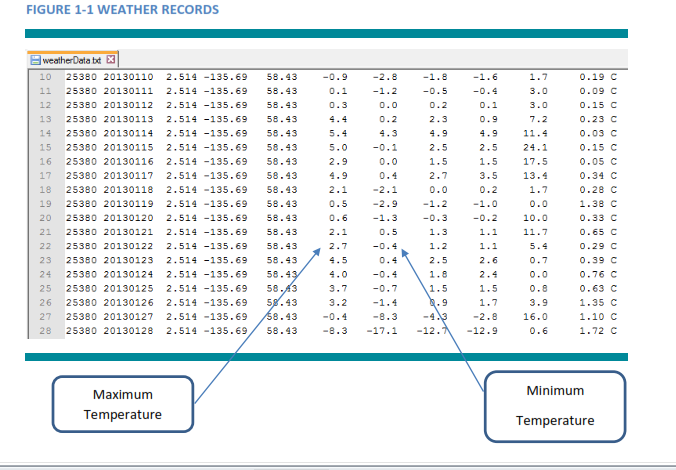 FIGURE 1-1 WEATHER RECORDS
weatherData.txt
10 25380 20130110 2.514 -135.69 58.43 -0.9 -2.8 -1.8 -1.6 1.7 0.19 C
11 25380 20130111 2.514 -135.69 58.43 0.1 -1.2 -0.5 -0.4 3.0 0.09 C
12 25380 20130112 2.514 -135.69 58.43 0.3 0.0 0.2 0.1 3.0 0.15 C
13 25380 20130113 2.514 -135.69 58.43 4.4 0.2 2.3 0.9 7.2 0.23 C
14 25380 20130114 2.514 -135.69 58.43 5.4 4.3 4.9 4.9 11.4 0.03 C
15 25380 20130115 2.514 -135.69 58.43 5.0 -0.1 2.5 2.5 24.1 0.15 C
16 25380 20130116 2.514 -135.69 58.43 2.9 0.0 1.5 1.5 17.5 0.05 C
17 25380 20130117 2.514 -135.69 58.43 4.9 0.4 2.7 3.5 13.4 0.34 C
18 25380 20130118 2.514 -135.69 58.43 2.1 -2.1 0.0 0.2 1.7 0.28 C
19 25380 20130119 2.514 -135.69 58.43 0.5 -2.9 -1.2 -1.0 0.0 1.38 C
20 25380 20130120 2.514 -135.69 58.43 0.6 -1.3 -0.3 -0.2 10.0 0.33 C
21 25380 20130121 2.514 -135.69 58.43 2.1 0.5 1.3 1.1 11.7 0.65 C
22 25380 20130122 2.514 -135.69 58.43 2.7 -0.4 1.2 1.1 5.4 0.29 C
23 25380 20130123 2.514 -135.69 58.43 4.5 0.4 2.5 2.6 0.7 0.39 C
24 25380 20130124 2.514 -135.69 58.43 4.0 -0.4 1.8 2.4 0.0 0.76 C
25 25380 20130125 2.514 -135.69 58.43 3.7 -0.7 1.5 1.5 0.8 0.63 C
26 25380 20130126 2.514 -135.69 58.43 3.2 -1.4 0.9 1.7 3.9 1.35 C
27 25380 20130127 2.514 -135.69 58.43 -0.4 -8.3 -4.3 -2.8 16.0 1.10 C
28 25380 20130128 2.514 -135.69 58.43 -8.3 -17.1 -12.7 -12.9 0.6 1.72 C
Maximum
Temperature
Minimum
Temperature